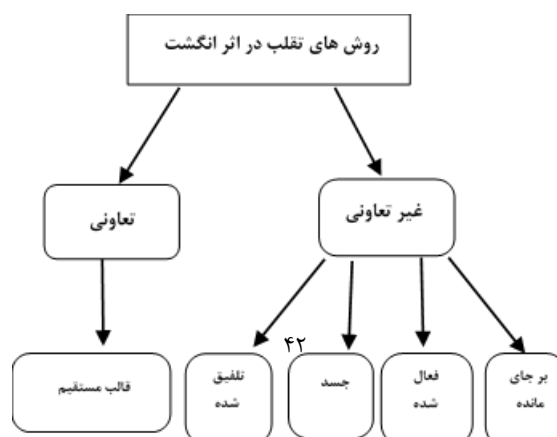 روش های تقلب در اثر انگشت
غیر تعاونی
تعاونی
۴۲
بر جای
مانده
فعال
شده
جسد
تلفیق
شده
قالب مستقیم